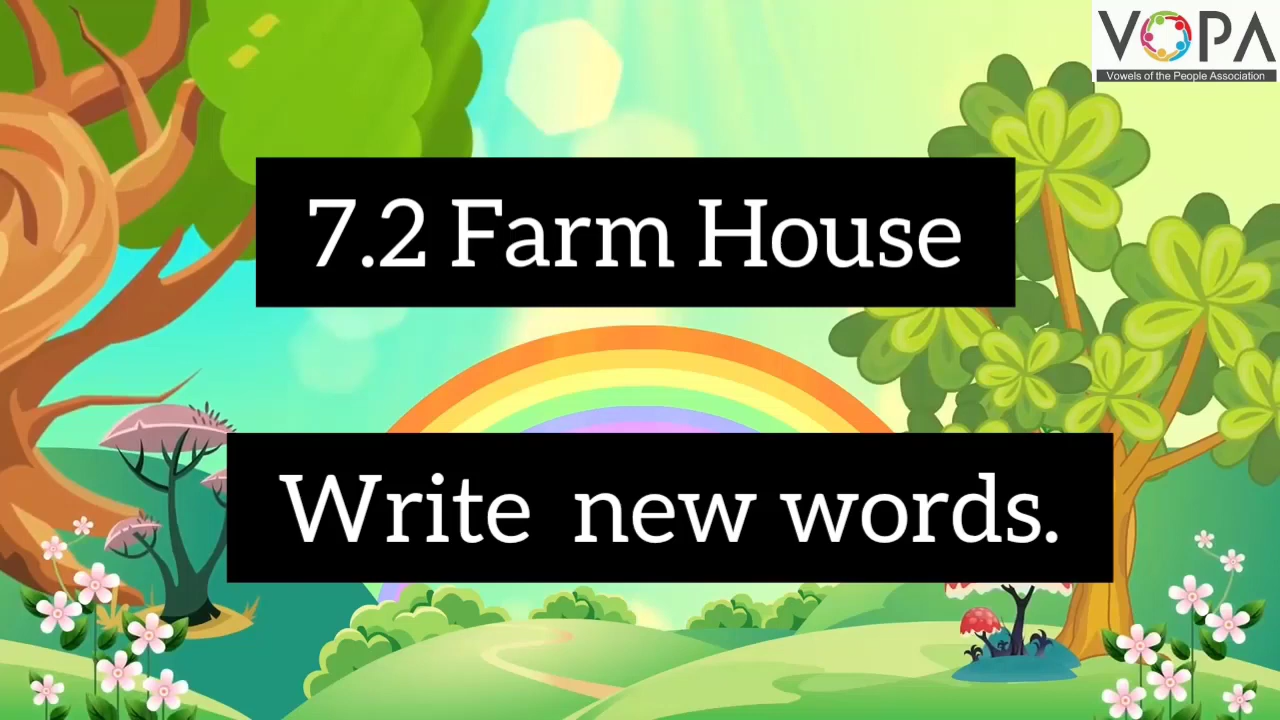 VOPA
Vowels of the People Association
7.2 Farm House
Write new words.